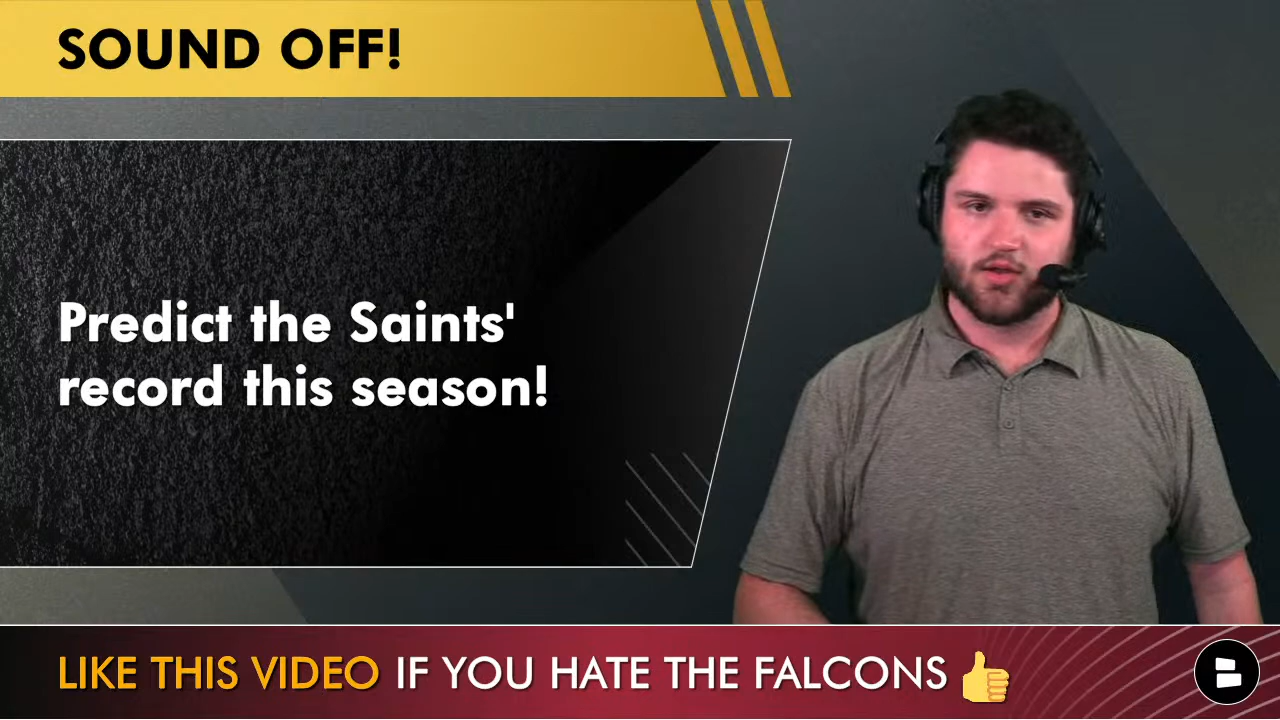 SOUND OFF!
Predict the Saints'
record this season!
LIKE THIS VIDEO IF YOU HATE THE FALCONS